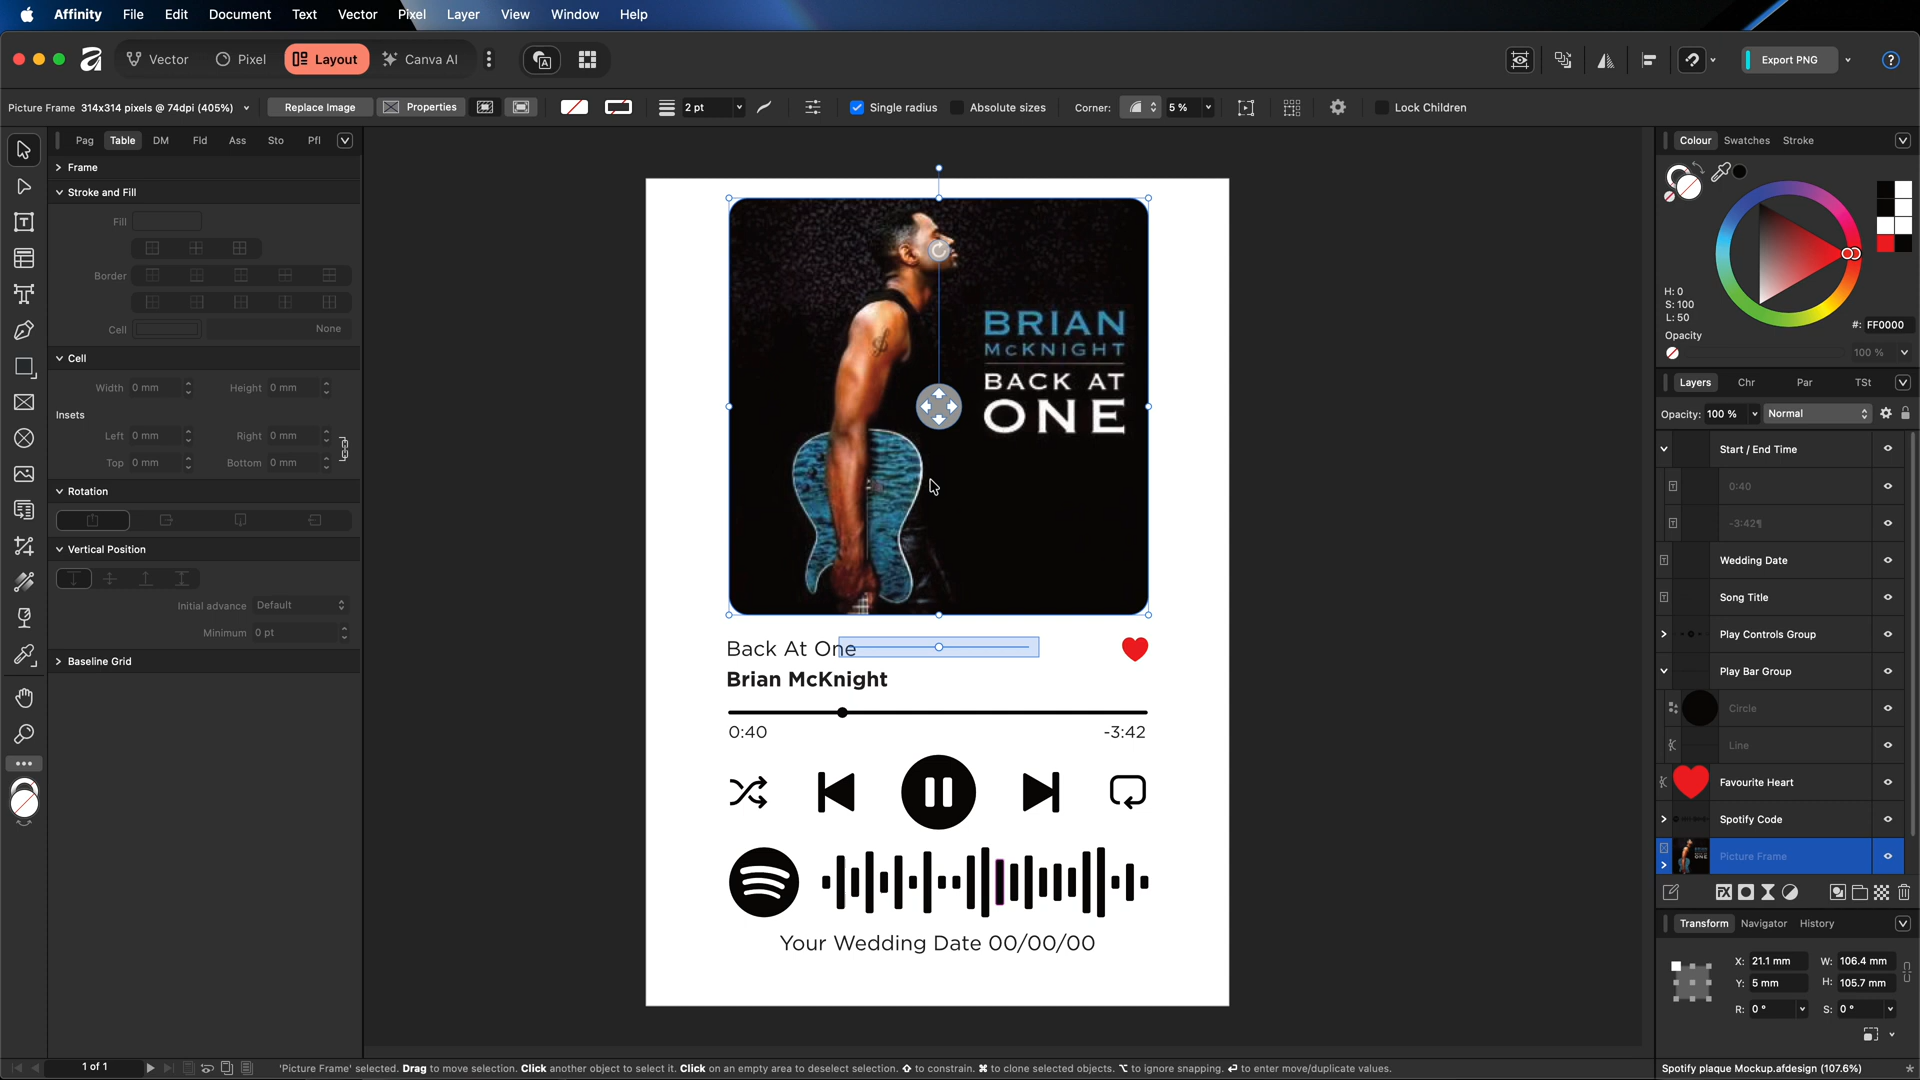 Affinity File Edit Document Text Vector Pixel Layer View Window Help
Vector Pixel Layout Canva AI Export PNG
Picture Frame 314x314 pixels @ 74dpi (405%) Replace Image Properties 2 pt Single radius Absolute sizes Corner: 5 % Lock Children
Pag Table DM Fld Ass Sto Pfl
Frame
Stroke and Fill
Fill
Border
Cell None
Cell
Width 0 mm Height 0 mm
Insets
Left 0 mm Right 0 mm
Top 0 mm Bottom 0 mm
Rotation
Vertical Position
Initial advance Default
Minimum 0 pt
Baseline Grid
BRIAN
McKNIGHT
BACK AT
ONE
Back At One
Brian McKnight
0:40 -3:42
Your Wedding Date 00/00/00
Colour Swatches Stroke
H: 0
S: 100
L: 50
#: FF0000
Opacity
100 %
Layers Chr Par TSt
Opacity: 100 % Normal
Start / End Time
0:40
-3:42¶
Wedding Date
Song Title
Play Controls Group
Play Bar Group
Circle
Line
Favourite Heart
Spotify Code
Picture Frame
Transform Navigator History
X: 21.1 mm W: 106.4 mm
Y: 5 mm H: 105.7 mm
R: 0 ° S: 0 °
1 of 1 'Picture Frame' selected. Drag to move selection. Click another object to select it. Click on an empty area to deselect selection. ⇧ to constrain. ⌘ to clone selected objects. ⌥ to ignore snapping. ↵ to enter move/duplicate values. Spotify plaque Mockup.afdesign (107.6%)